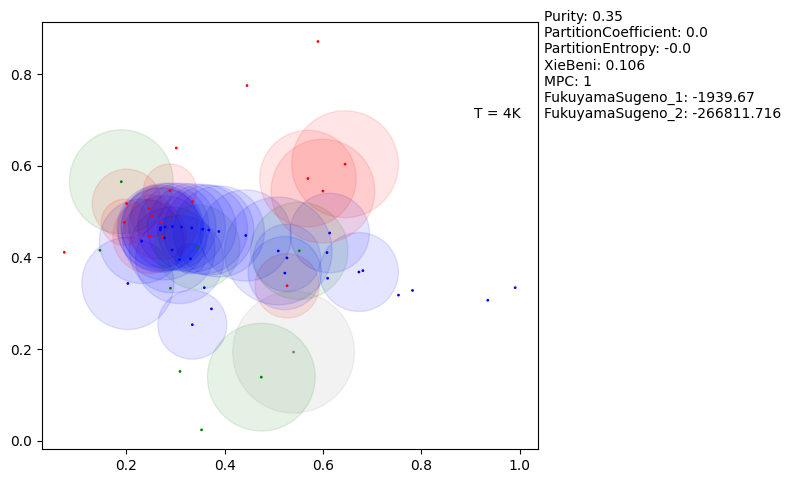 Purity: 0.35
PartitionCoefficient: 0.0
PartitionEntropy: -0.0
XieBeni: 0.106
MPC: 1
FukuyamaSugeno_1: -1939.67
FukuyamaSugeno_2: -266811.716
T = 4K
0.8
0.6
0.4
0.2
0.0
0.2 0.4 0.6 0.8 1.0